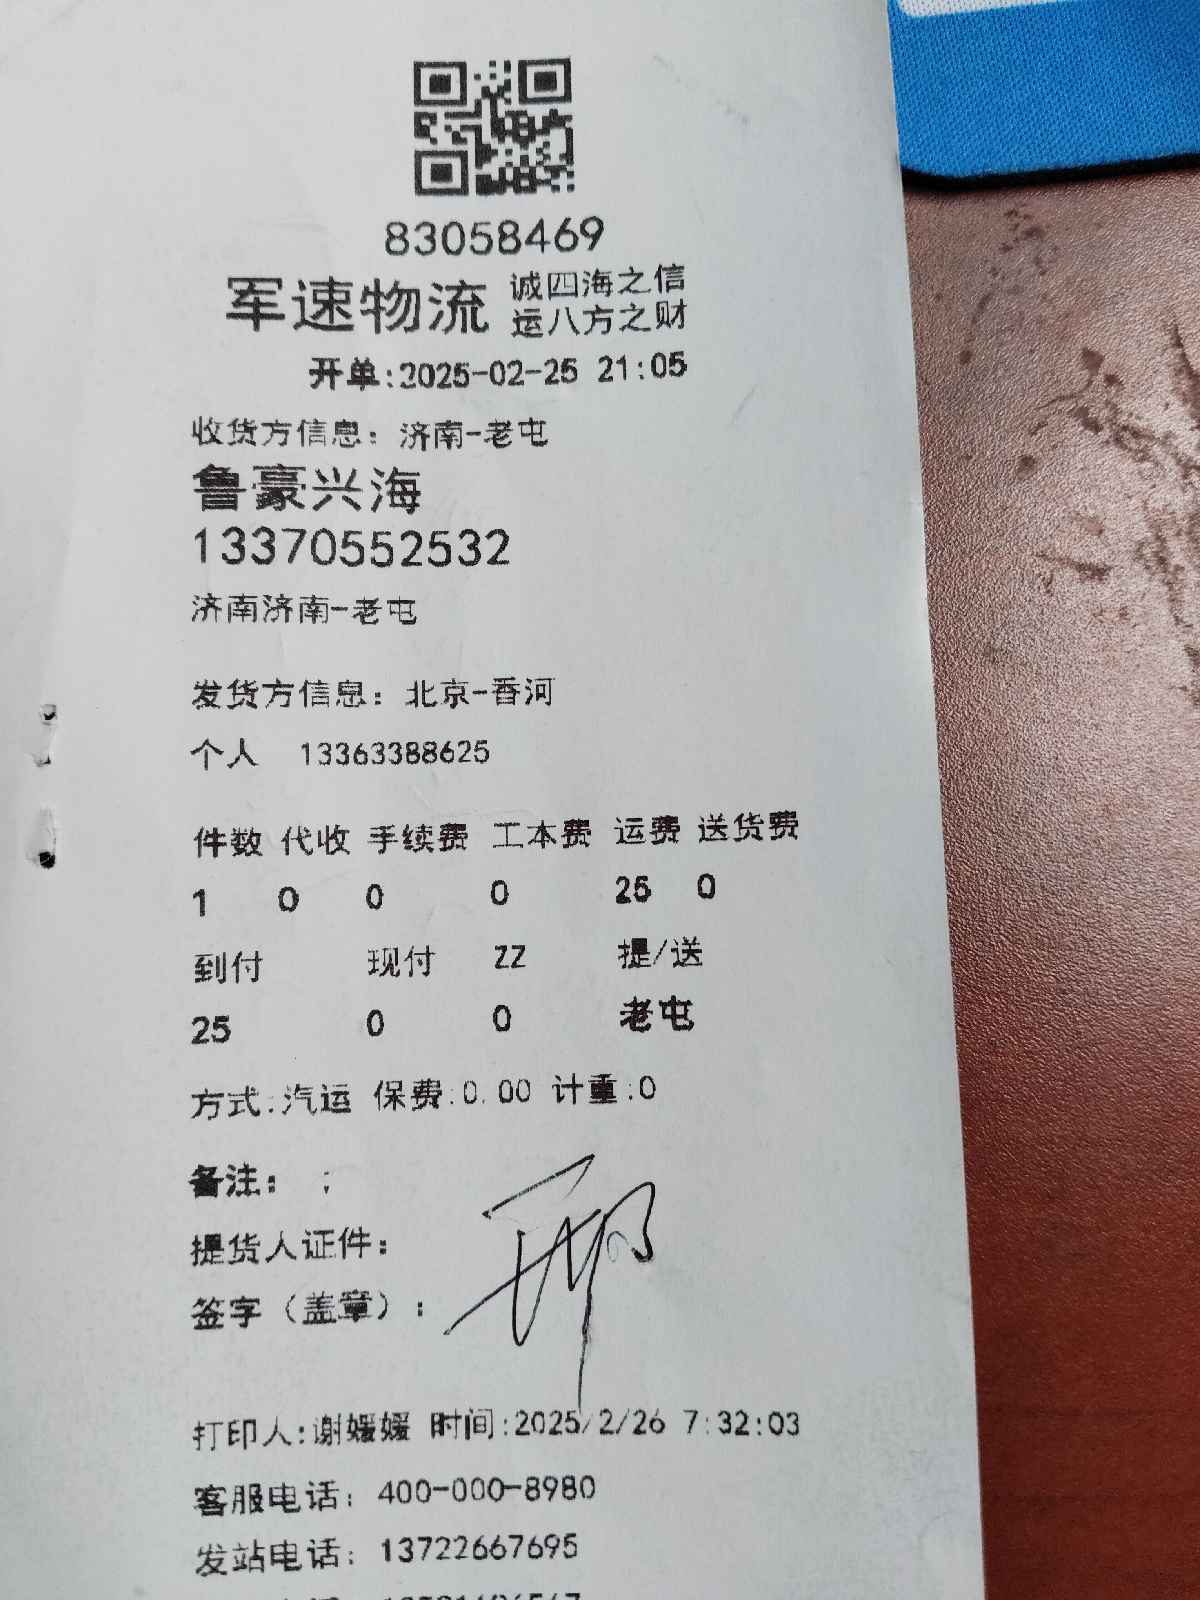 83058469
军速物流 诚四海之信
运八方之财
开单:2025-02-25 21:05
收货方信息：济南-老屯
鲁豪兴海
13370552532
济南济南-老屯
发货方信息：北京-香河
个人 13363388625
件数 代收 手续费 工本费 运费 送货费
1 0 0 0 25 0
到付 现付 ZZ 提/送
25 0 0 老屯
方式:汽运 保费:0.00 计重:0
备注： ;
提货人证件：
签字（盖章）：
打印人:谢媛媛 时间:2025/2/26 7:32:03
客服电话：400-000-8980
发站电话：13722667695